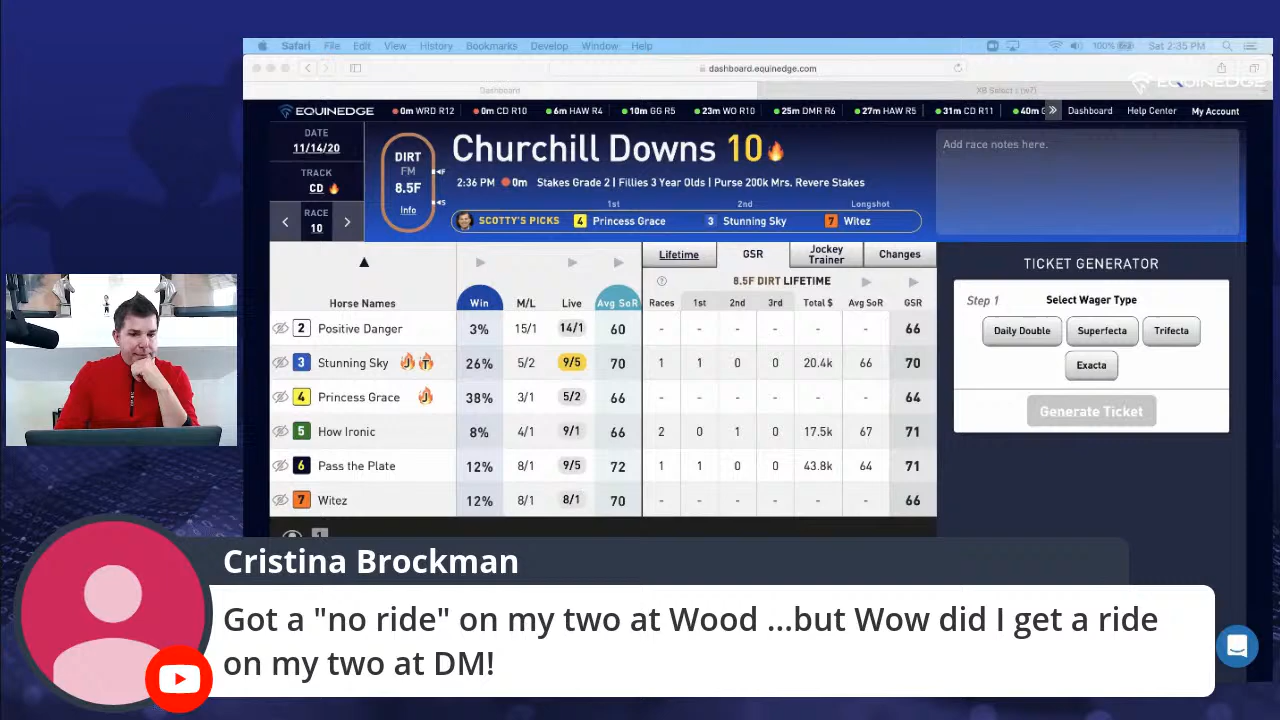 Safari File Edit View History Bookmarks Develop Window Help 100% Sat 2:35 PM
dashboard.equinedge.com
EQUINEDGE
Dashboard XB Select
EQUINEDGE 0m WRD R12 0m CD R10 6m HAW R4 10m GG R5 23m WO R10 25m DMR R6 27m HAW R5 31m CD R11 40m G Dashboard Help Center My Account
DATE
11/14/20
TRACK
CD
RACE
10
DIRT
FM
8.5F
Info
F
S
Churchill Downs 10
2:36 PM 0m Stakes Grade 2 | Fillies 3 Year Olds | Purse 200k Mrs. Revere Stakes
1st 2nd Longshot
SCOTTY'S PICKS 4 Princess Grace 3 Stunning Sky 7 Witez
Add race notes here.
Lifetime GSR Jockey Trainer Changes
8.5F DIRT LIFETIME
Horse Names Win M/L Live Avg SoR Races 1st 2nd 3rd Total $ Avg SoR GSR
2 Positive Danger 3% 15/1 14/1 60 - - - - - - 66
3 Stunning Sky J T 26% 5/2 9/5 70 1 1 0 0 20.4k 66 70
4 Princess Grace J 38% 3/1 5/2 66 - - - - - - 64
5 How Ironic 8% 4/1 9/1 66 2 0 1 0 17.5k 67 71
6 Pass the Plate 12% 8/1 9/5 72 1 1 0 0 43.8k 64 71
7 Witez 12% 8/1 8/1 70 - - - - - - 66
1
TICKET GENERATOR
Step 1 Select Wager Type
Daily Double Superfecta Trifecta
Exacta
Generate Ticket
Cristina Brockman
Got a "no ride" on my two at Wood ...but Wow did I get a ride
on my two at DM!